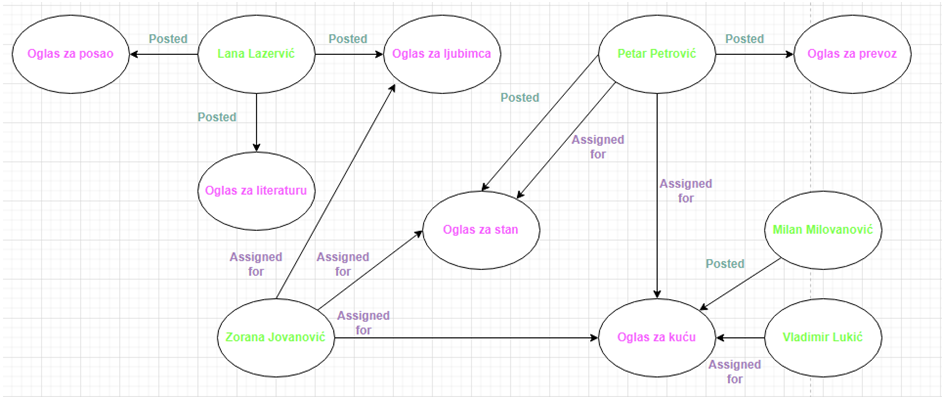 Posted
Posted
Posted
Oglas za posao
Lana Lazervić
Oglas za ljubimca
Petar Petrović
Oglas za prevoz
Posted
Posted
Assigned
for
Oglas za literaturu
Assigned
for
Oglas za stan
Milan Milovanović
Assigned
for
Assigned
for
Posted
Assigned
for
Zorana Jovanović
Oglas za kuću
Vladimir Lukić
Assigned
for